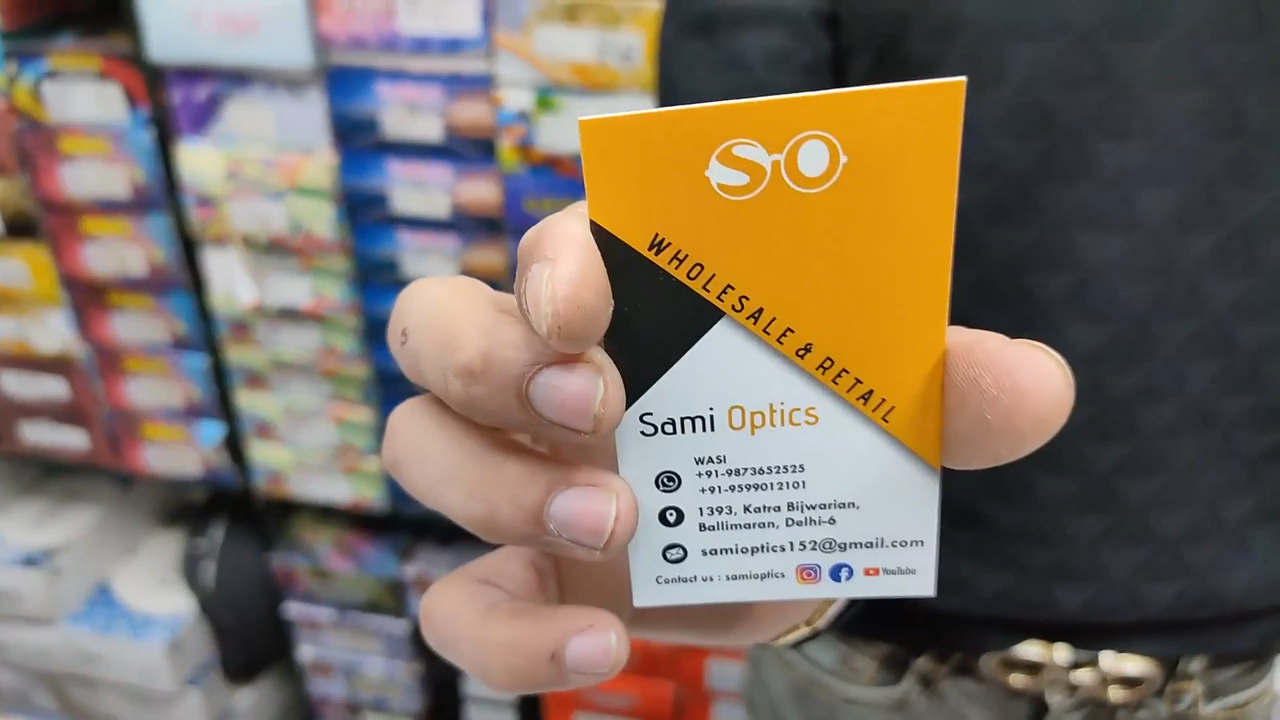 SO
WHOLESALE & RETAIL
Sami Optics
WASI
+91-9873652525
+91-9599012101
1393, Katra Bijwarian,
Ballimaran, Delhi-6
samioptics152@gmail.com
Contact us : samioptics YouTube